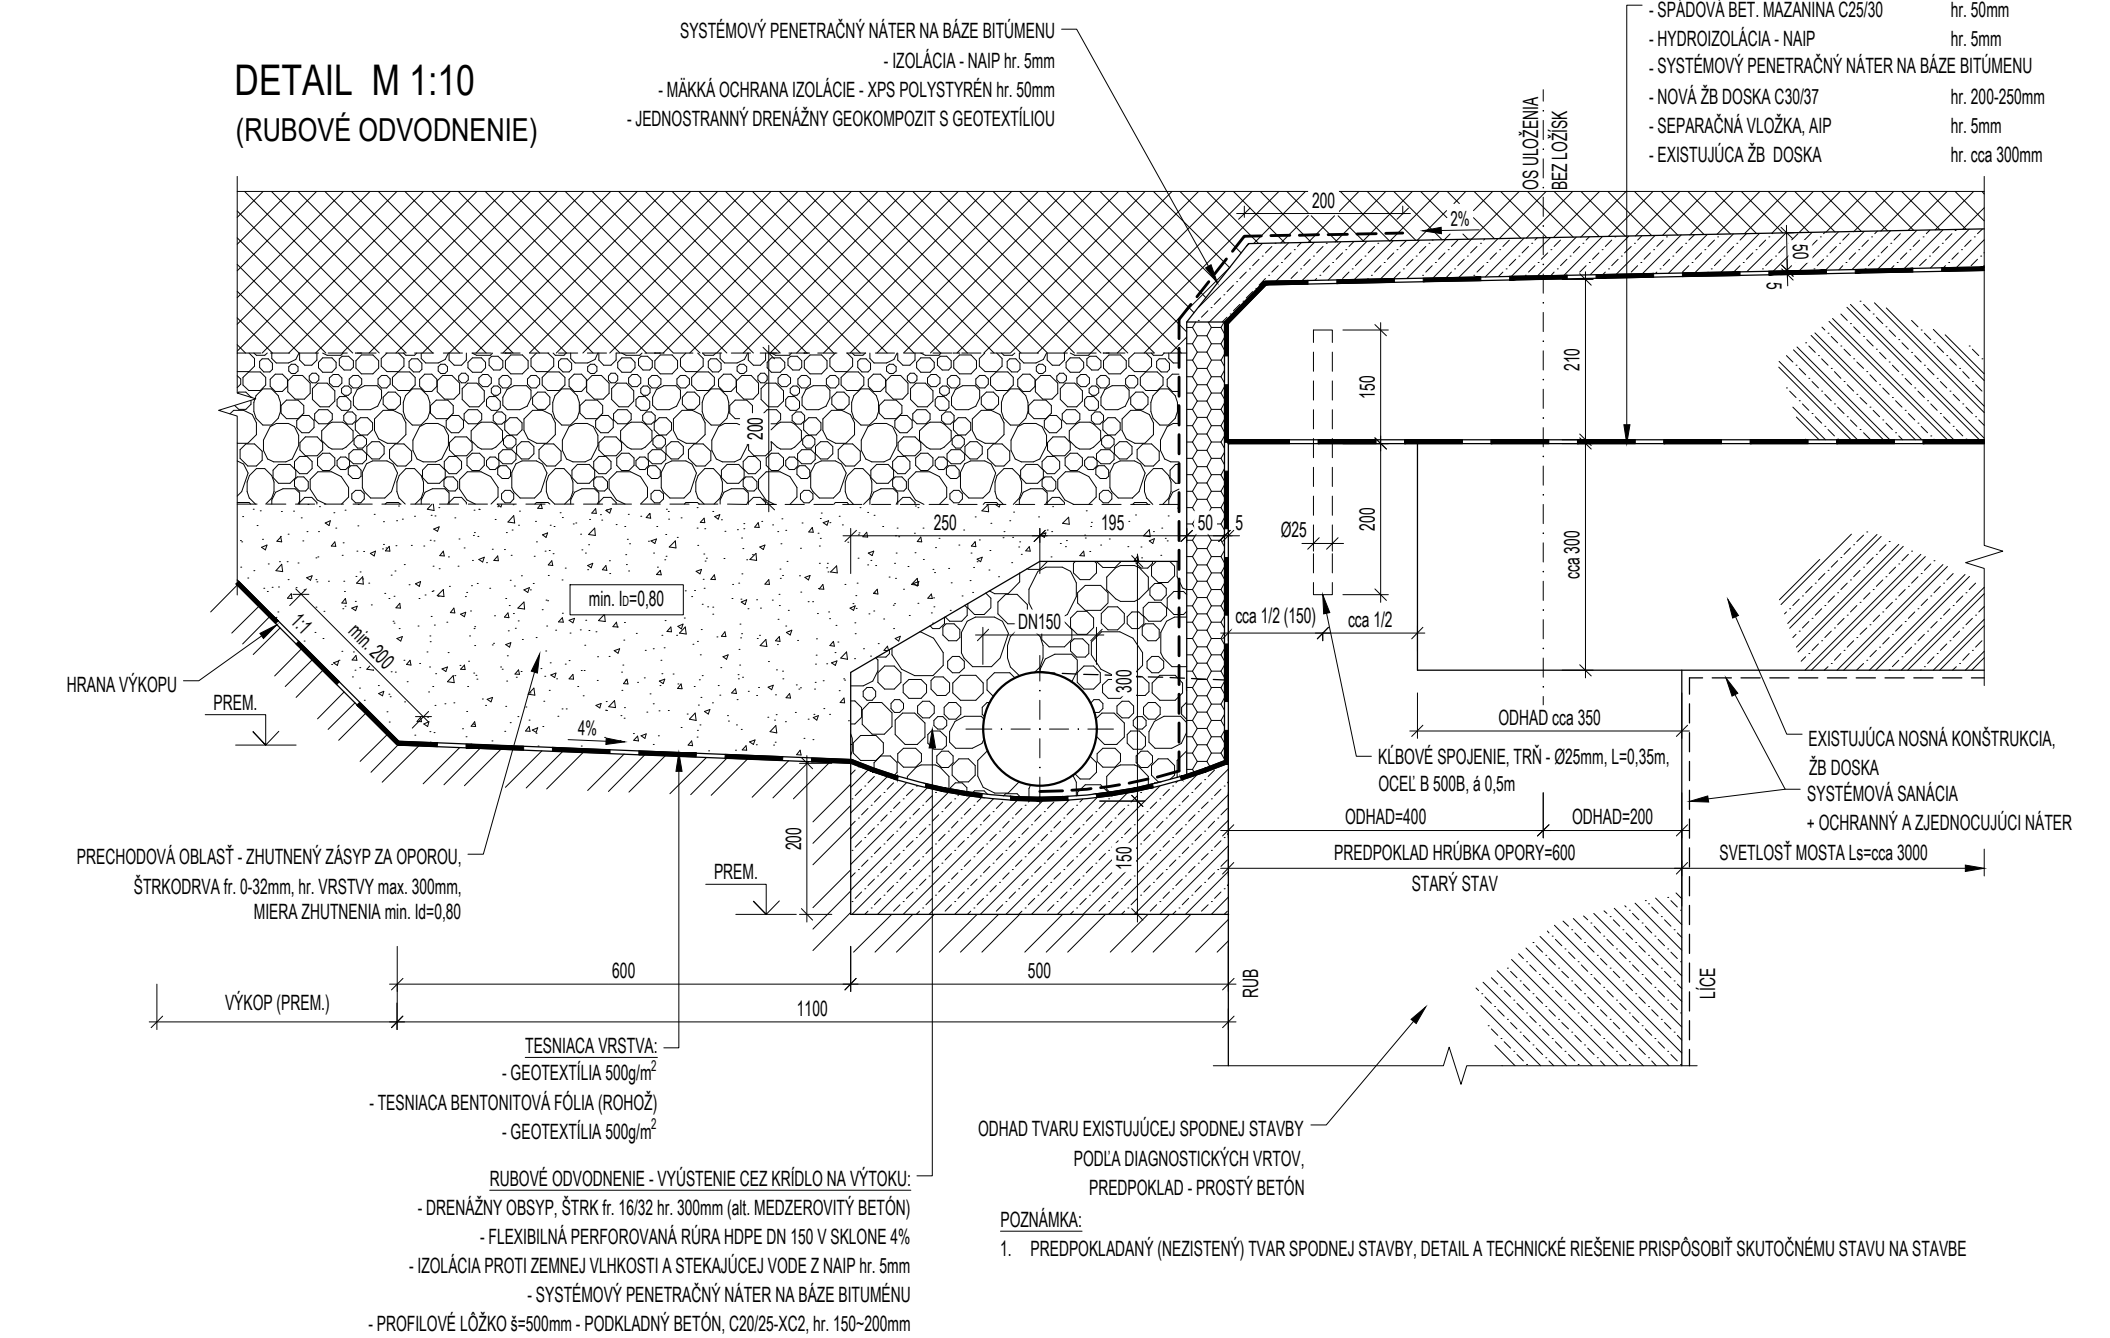 DETAIL M 1:10
(RUBOVÉ ODVODNENIE)
SYSTÉMOVÝ PENETRAČNÝ NÁTER NA BÁZE BITÚMENU
- IZOLÁCIA - NAIP hr. 5mm
- MÄKKÁ OCHRANA IZOLÁCIE - XPS POLYSTYRÉN hr. 50mm
- JEDNOSTRANNÝ DRENÁŽNY GEOKOMPOZIT S GEOTEXTÍLIOU
- SPÁDOVÁ BET. MAZANINA C25/30 hr. 50mm
- HYDROIZOLÁCIA - NAIP hr. 5mm
- SYSTÉMOVÝ PENETRAČNÝ NÁTER NA BÁZE BITÚMENU
- NOVÁ ŽB DOSKA C30/37 hr. 200-250mm
- SEPARAČNÁ VLOŽKA, AIP hr. 5mm
- EXISTUJÚCA ŽB DOSKA hr. cca 300mm
OS ULOŽENIA
BEZ LOŽÍSK
200
2%
50
5
210
150
200
200
250
195
50
5
Ø25
cca 300
min. ID=0,80
DN150
cca 1/2 (150)
cca 1/2
1:1
min. 200
300
HRANA VÝKOPU
PREM.
4%
ODHAD cca 350
EXISTUJÚCA NOSNÁ KONŠTRUKCIA,
ŽB DOSKA
KĹBOVÉ SPOJENIE, TRŇ - Ø25mm, L=0,35m,
OCEĽ B 500B, á 0,5m
SYSTÉMOVÁ SANÁCIA
+ OCHRANNÝ A ZJEDNOCUJÚCI NÁTER
ODHAD=400
ODHAD=200
200
150
PREDPOKLAD HRÚBKA OPORY=600
SVETLOSŤ MOSTA Ls=cca 3000
STARÝ STAV
PRECHODOVÁ OBLASŤ - ZHUTNENÝ ZÁSYP ZA OPOROU,
ŠTRKODRVA fr. 0-32mm, hr. VRSTVY max. 300mm,
MIERA ZHUTNENIA min. Id=0,80
PREM.
600
500
RUB
LÍCE
VÝKOP (PREM.)
1100
TESNIACA VRSTVA:
- GEOTEXTÍLIA 500g/m²
- TESNIACA BENTONITOVÁ FÓLIA (ROHOŽ)
- GEOTEXTÍLIA 500g/m²
ODHAD TVARU EXISTUJÚCEJ SPODNEJ STAVBY
PODĽA DIAGNOSTICKÝCH VRTOV,
PREDPOKLAD - PROSTÝ BETÓN
RUBOVÉ ODVODNENIE - VYÚSTENIE CEZ KRÍDLO NA VÝTOKU:
- DRENÁŽNY OBSYP, ŠTRK fr. 16/32 hr. 300mm (alt. MEDZEROVITÝ BETÓN)
- FLEXIBILNÁ PERFOROVANÁ RÚRA HDPE DN 150 V SKLONE 4%
- IZOLÁCIA PROTI ZEMNEJ VLHKOSTI A STEKAJÚCEJ VODE Z NAIP hr. 5mm
- SYSTÉMOVÝ PENETRAČNÝ NÁTER NA BÁZE BITUMÉNU
- PROFILOVÉ LÔŽKO š=500mm - PODKLADNÝ BETÓN, C20/25-XC2, hr. 150~200mm
POZNÁMKA:
1. PREDPOKLADANÝ (NEZISTENÝ) TVAR SPODNEJ STAVBY, DETAIL A TECHNICKÉ RIEŠENIE PRISPÔSOBIŤ SKUTOČNÉMU STAVU NA STAVBE